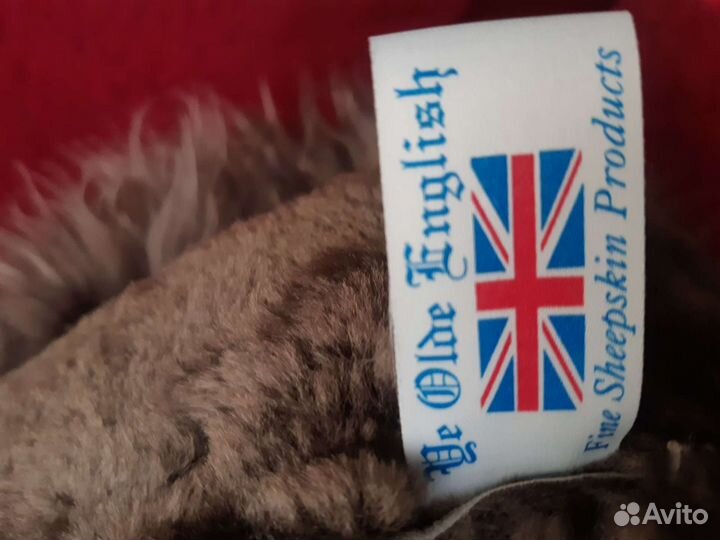 Ye Olde English
Fine Sheepskin Products
Avito